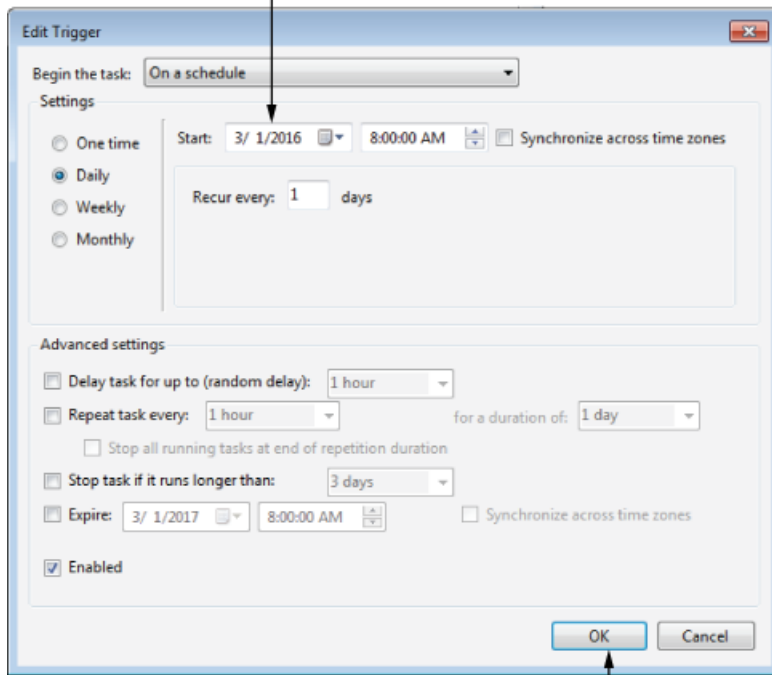 Edit Trigger
Begin the task: On a schedule
Settings
One time
Start: 3/ 1/2016 8:00:00 AM Synchronize across time zones
Daily
Recur every: 1 days
Weekly
Monthly
Advanced settings
Delay task for up to (random delay): 1 hour
Repeat task every: 1 hour for a duration of: 1 day
Stop all running tasks at end of repetition duration
Stop task if it runs longer than: 3 days
Expire: 3/ 1/2017 8:00:00 AM Synchronize across time zones
Enabled
OK Cancel